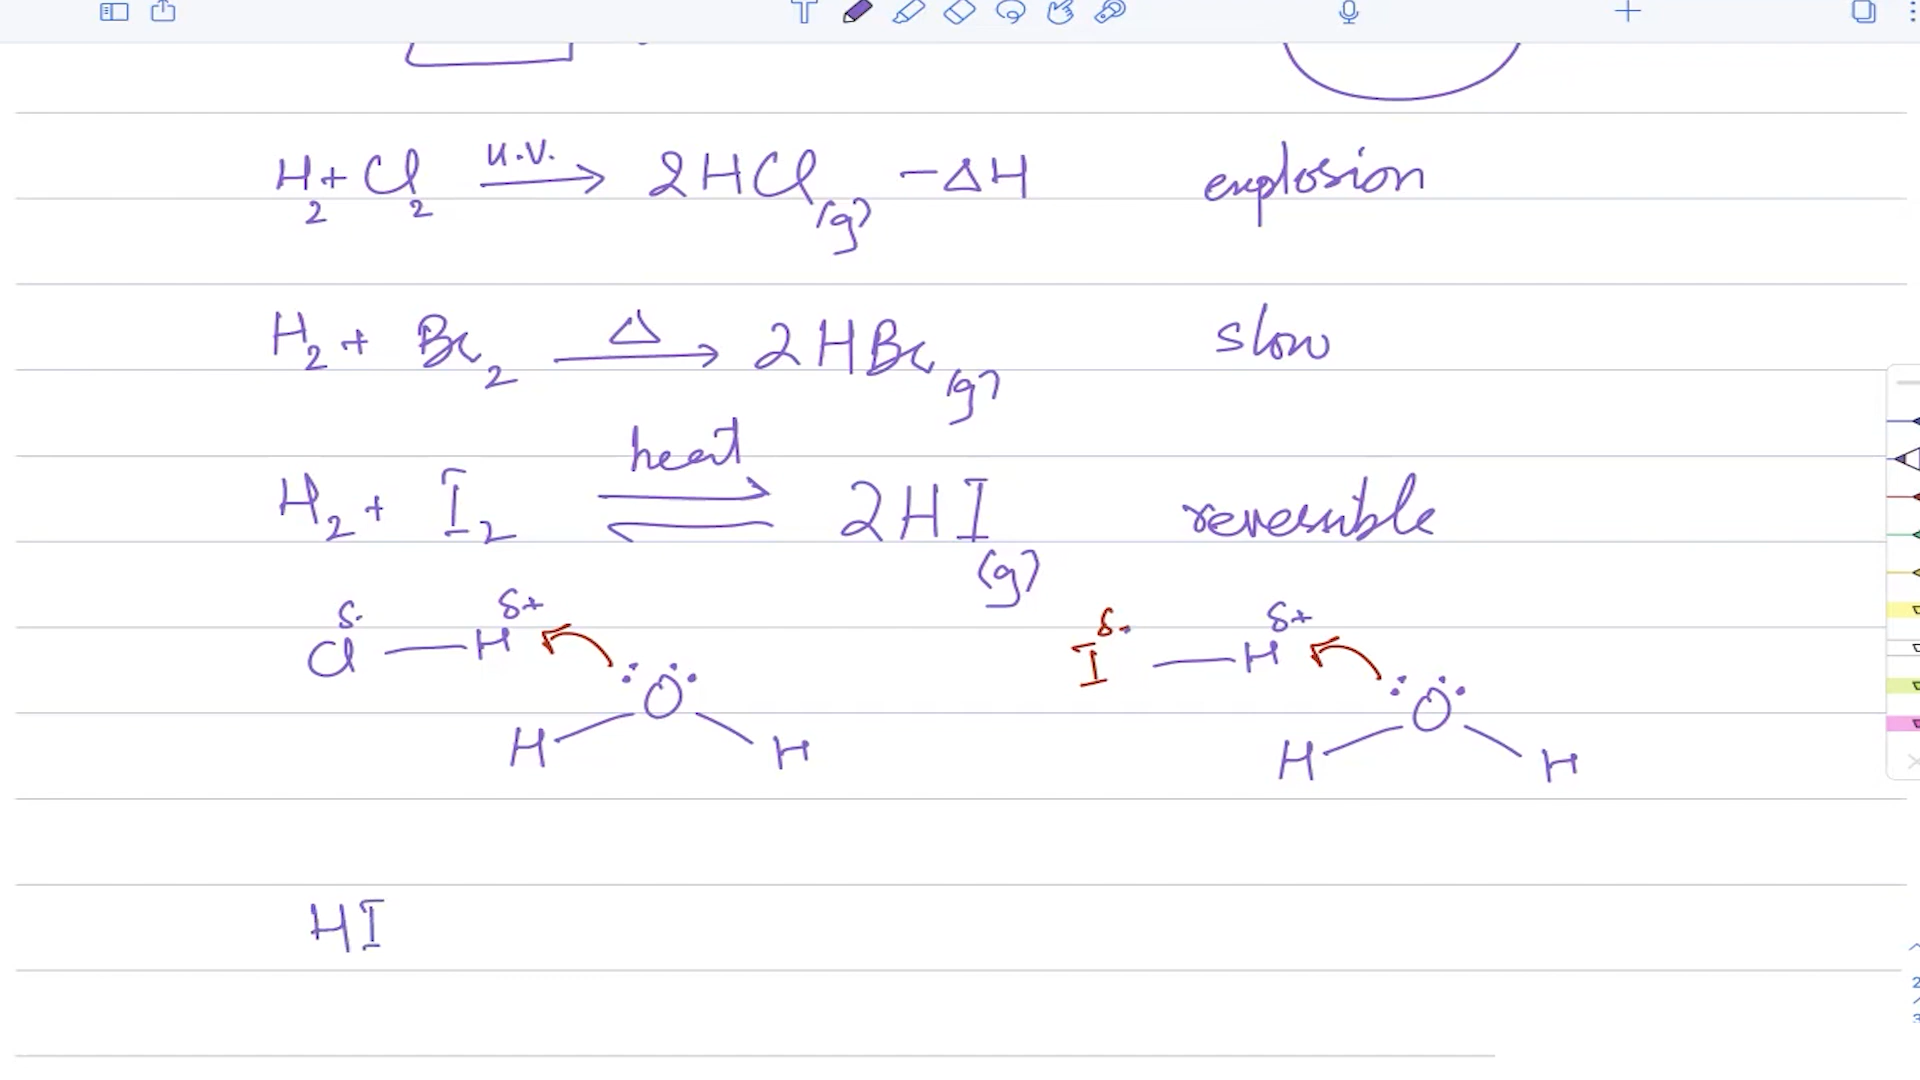 H₂ + Cl₂ —u.v.→ 2HCl(g) -ΔH explosion
H₂ + Br₂ —Δ→ 2HBr(g) slow
H₂ + I₂ ⇌ heat 2HI(g) reversible
δ- δ+ δ- δ+
Cl — H I — H
:Ö: :Ö:
H H H H
HI